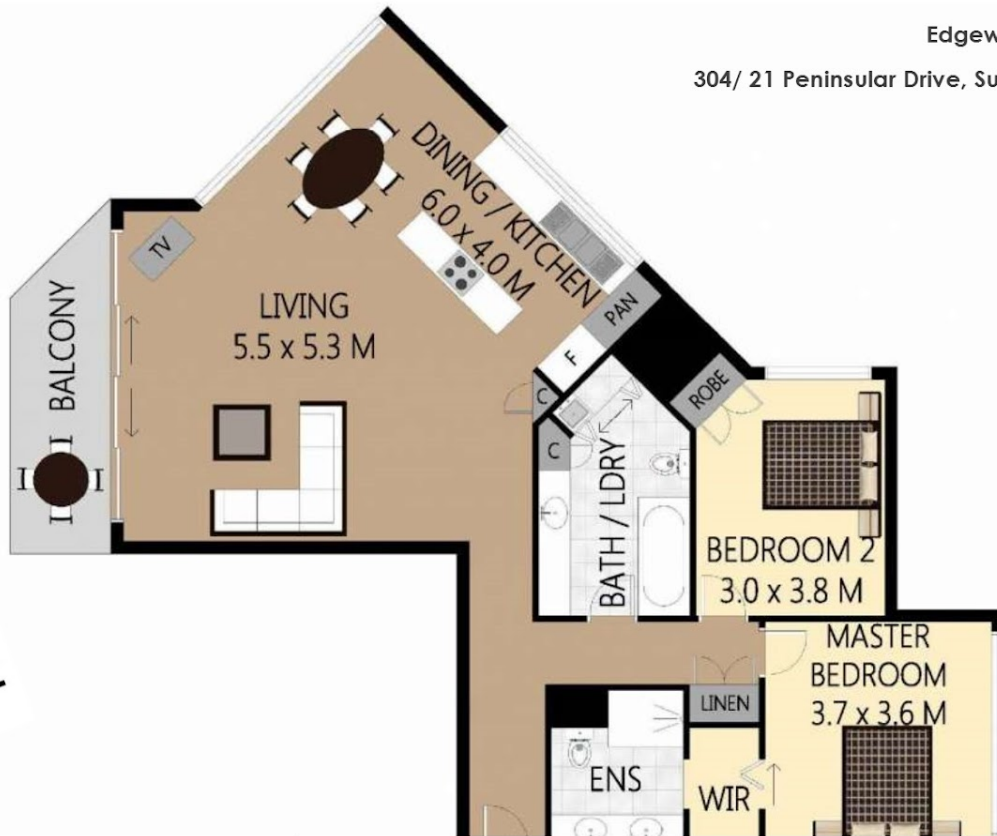 Edgew
304/ 21 Peninsular Drive, Su
DINING / KITCHEN
6.0 x 4.0 M
TV
LIVING
5.5 x 5.3 M
BALCONY
PAN
F
C
ROBE
C
BATH / LDRY
BEDROOM 2
3.0 x 3.8 M
MASTER
BEDROOM
3.7 x 3.6 M
LINEN
ENS
WIR